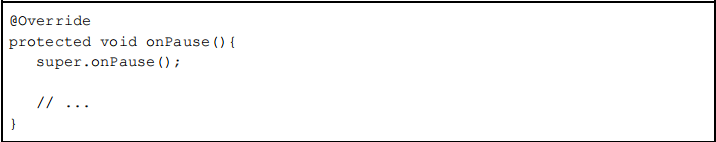 @Override
protected void onPause(){
   super.onPause();

   // ...
}